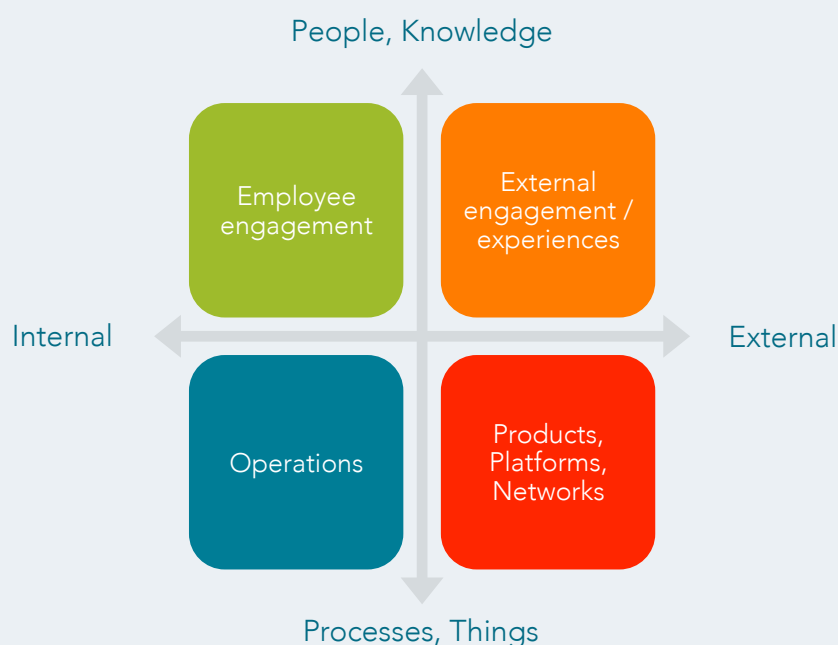 People, Knowledge
Employee
engagement
External
engagement /
experiences
Internal
External
Operations
Products,
Platforms,
Networks
Processes, Things